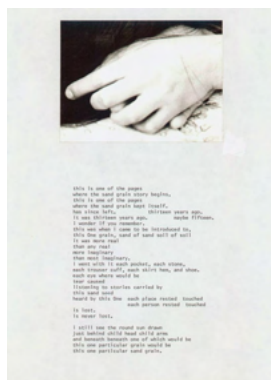 this is one of the pages
where the sand grain story begins,
this is one of the pages
where the sand grain kept itself.
has since left, thirteen years ago,
it was thirteen years ago, maybe fifteen,
I wonder if you remember.
this was when I came to be introduced to,
this One grain, sand of sand soil of soil
it was more real
than any real
more imaginary
than most imaginary,
I went with it each pocket, each stone,
each trouser cuff, each skirt hem, and shoe,
each eye where would be
tear caused
listening to stories carried by
this sand send
heard by this One each place rested touched
each person rested touched
is lost,
is never lost,
I still see the round sun drawn
just behind child head child arms
and beneath beneath one of which would be
this one particular grain would be
this one particular sand grain.